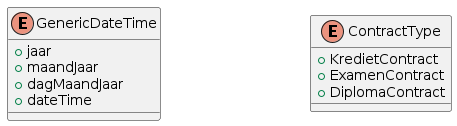 E GenericDateTime
jaar
maandJaar
dagMaandJaar
dateTime
E ContractType
KredietContract
ExamenContract
DiplomaContract